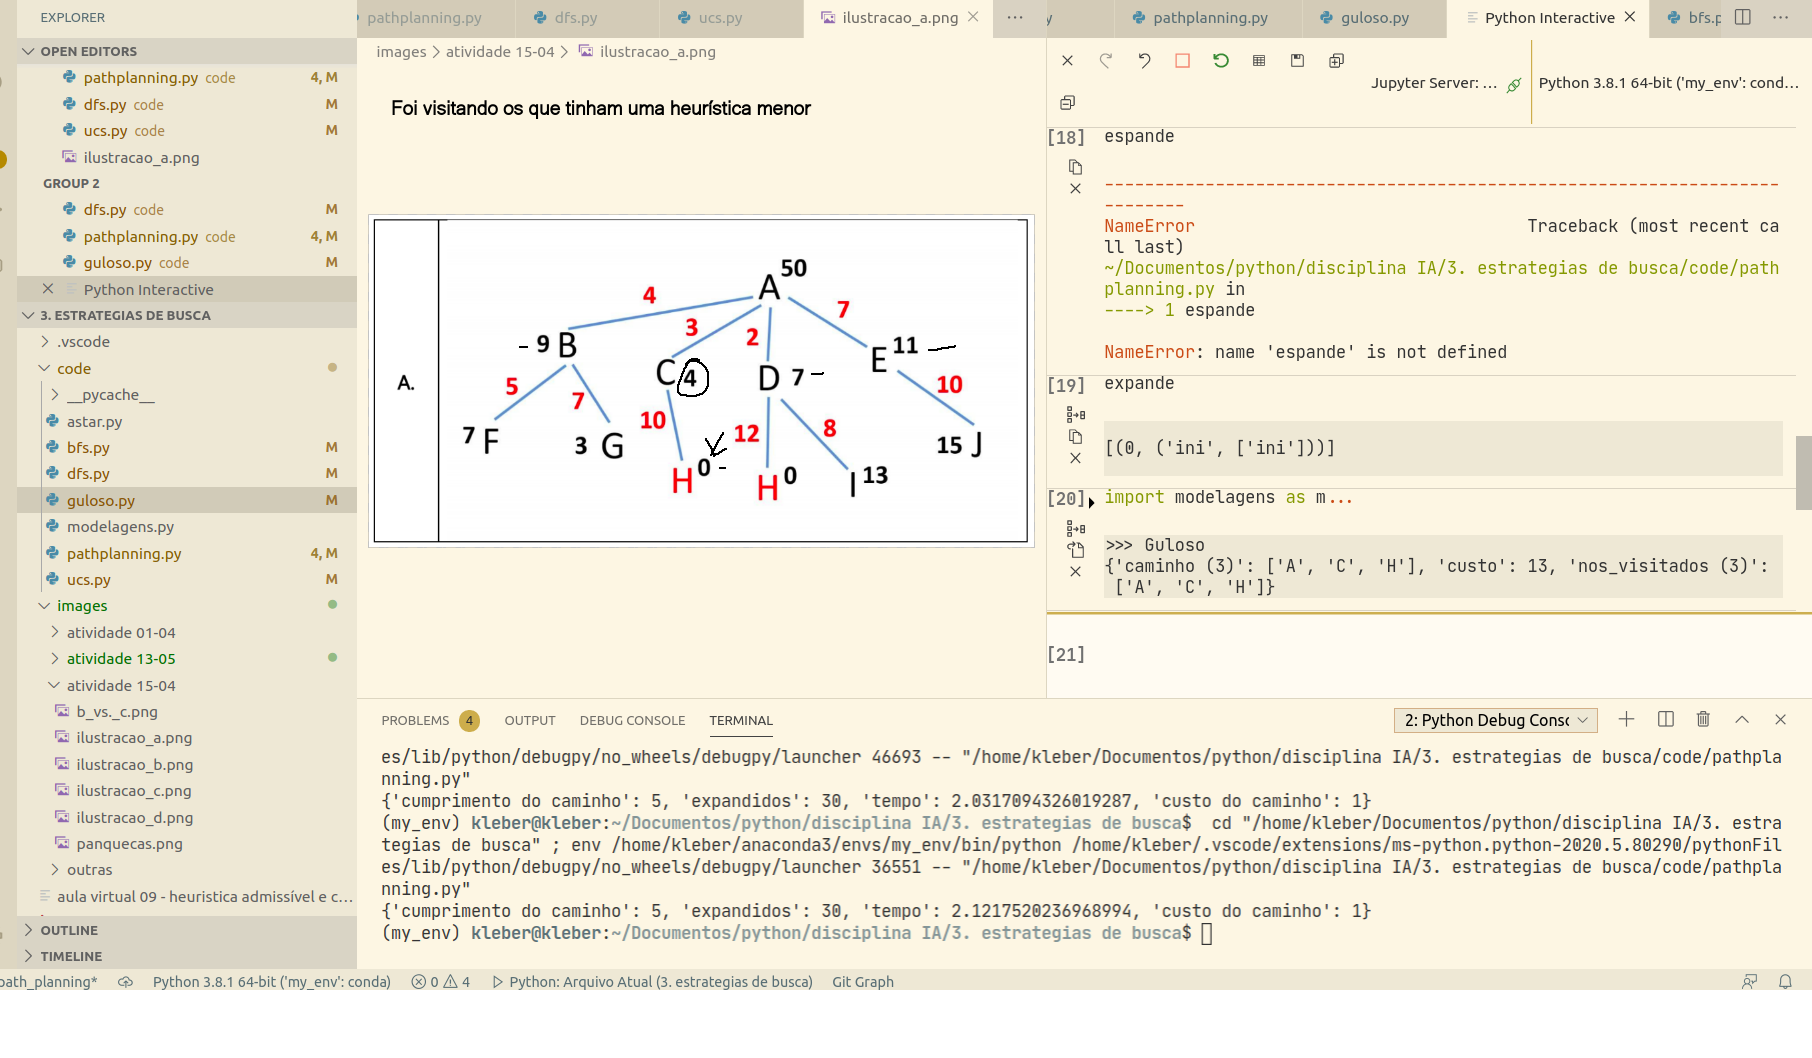 EXPLORER
OPEN EDITORS
pathplanning.py code 4, M
dfs.py code M
ucs.py code M
ilustracao_a.png
GROUP 2
dfs.py code M
pathplanning.py code 4, M
guloso.py code M
Python Interactive
3. ESTRATEGIAS DE BUSCA
.vscode
code
__pycache__
astar.py
bfs.py M
dfs.py M
guloso.py M
modelagens.py
pathplanning.py 4, M
ucs.py M
images
atividade 01-04
atividade 13-05
atividade 15-04
b_vs._c.png
ilustracao_a.png
ilustracao_b.png
ilustracao_c.png
ilustracao_d.png
panquecas.png
outras
aula virtual 09 - heuristica admissível e c...
OUTLINE
TIMELINE
pathplanning.py dfs.py ucs.py ilustracao_a.png ...
images > atividade 15-04 > ilustracao_a.png
Foi visitando os que tinham uma heurística menor
A.
A 50
4 3 2 7
- 9 B C 4 D 7 - E 11
5 7 10 12 8 10
7 F 3 G H 0 - H 0 I 13 15 J
y pathplanning.py guloso.py Python Interactive bfs.p ...
Jupyter Server: ... Python 3.8.1 64-bit ('my_env': cond...
[18] espande
-------------------------------------------------------------------
--------
NameError Traceback (most recent ca
ll last)
~/Documentos/python/disciplina IA/3. estrategias de busca/code/path
planning.py in
----> 1 espande
NameError: name 'espande' is not defined
[19] expande
[(0, ('ini', ['ini']))]
[20] import modelagens as m...
>>> Guloso
{'caminho (3)': ['A', 'C', 'H'], 'custo': 13, 'nos_visitados (3)':
['A', 'C', 'H']}
[21]
PROBLEMS 4 OUTPUT DEBUG CONSOLE TERMINAL 2: Python Debug Consc
es/lib/python/debugpy/no_wheels/debugpy/launcher 46693 -- "/home/kleber/Documentos/python/disciplina IA/3. estrategias de busca/code/pathpla
nning.py"
{'cumprimento do caminho': 5, 'expandidos': 30, 'tempo': 2.0317094326019287, 'custo do caminho': 1}
(my_env) kleber@kleber:~/Documentos/python/disciplina IA/3. estrategias de busca$ cd "/home/kleber/Documentos/python/disciplina IA/3. estra
tegias de busca" ; env /home/kleber/anaconda3/envs/my_env/bin/python /home/kleber/.vscode/extensions/ms-python.python-2020.5.80290/pythonFil
es/lib/python/debugpy/no_wheels/debugpy/launcher 36551 -- "/home/kleber/Documentos/python/disciplina IA/3. estrategias de busca/code/pathpla
nning.py"
{'cumprimento do caminho': 5, 'expandidos': 30, 'tempo': 2.1217520236968994, 'custo do caminho': 1}
(my_env) kleber@kleber:~/Documentos/python/disciplina IA/3. estrategias de busca$
path_planning* Python 3.8.1 64-bit ('my_env': conda) 0 4 Python: Arquivo Atual (3. estrategias de busca) Git Graph